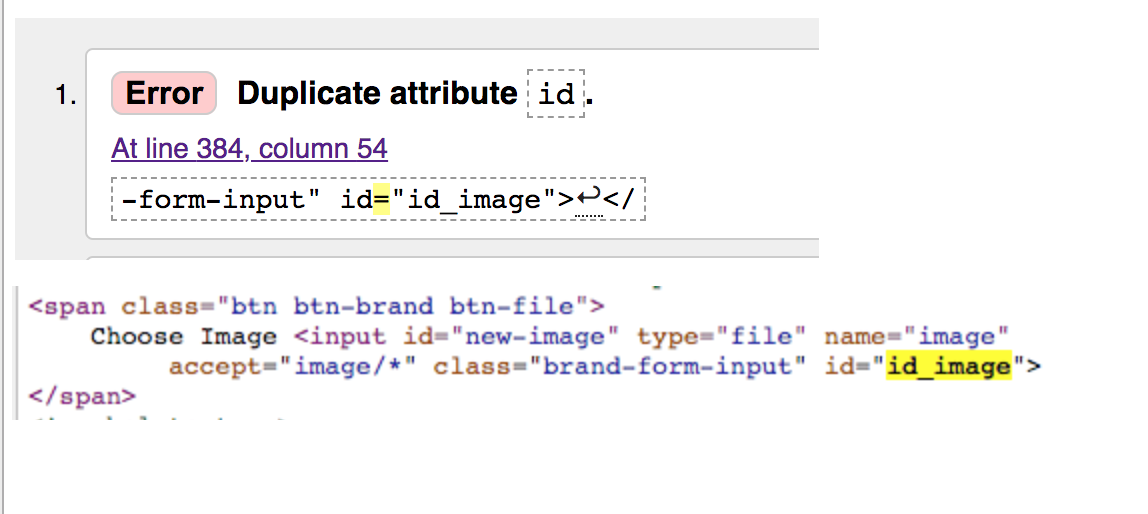 1. Error Duplicate attribute id.
At line 384, column 54
-form-input" id="id_image">↩</
<span class="btn btn-brand btn-file">
Choose Image <input id="new-image" type="file" name="image"
accept="image/*" class="brand-form-input" id="id_image">
</span>